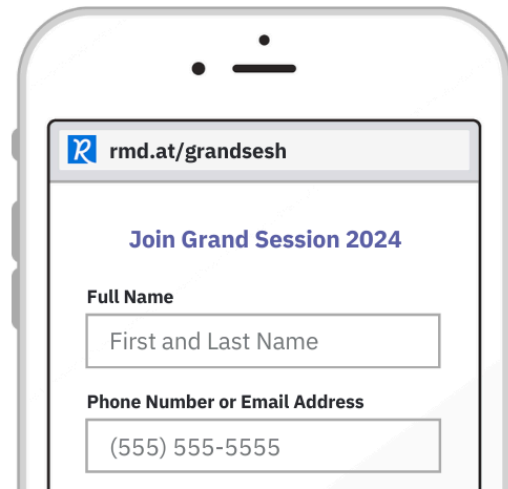 R rmd.at/grandsesh
Join Grand Session 2024
Full Name
First and Last Name
Phone Number or Email Address
(555) 555-5555